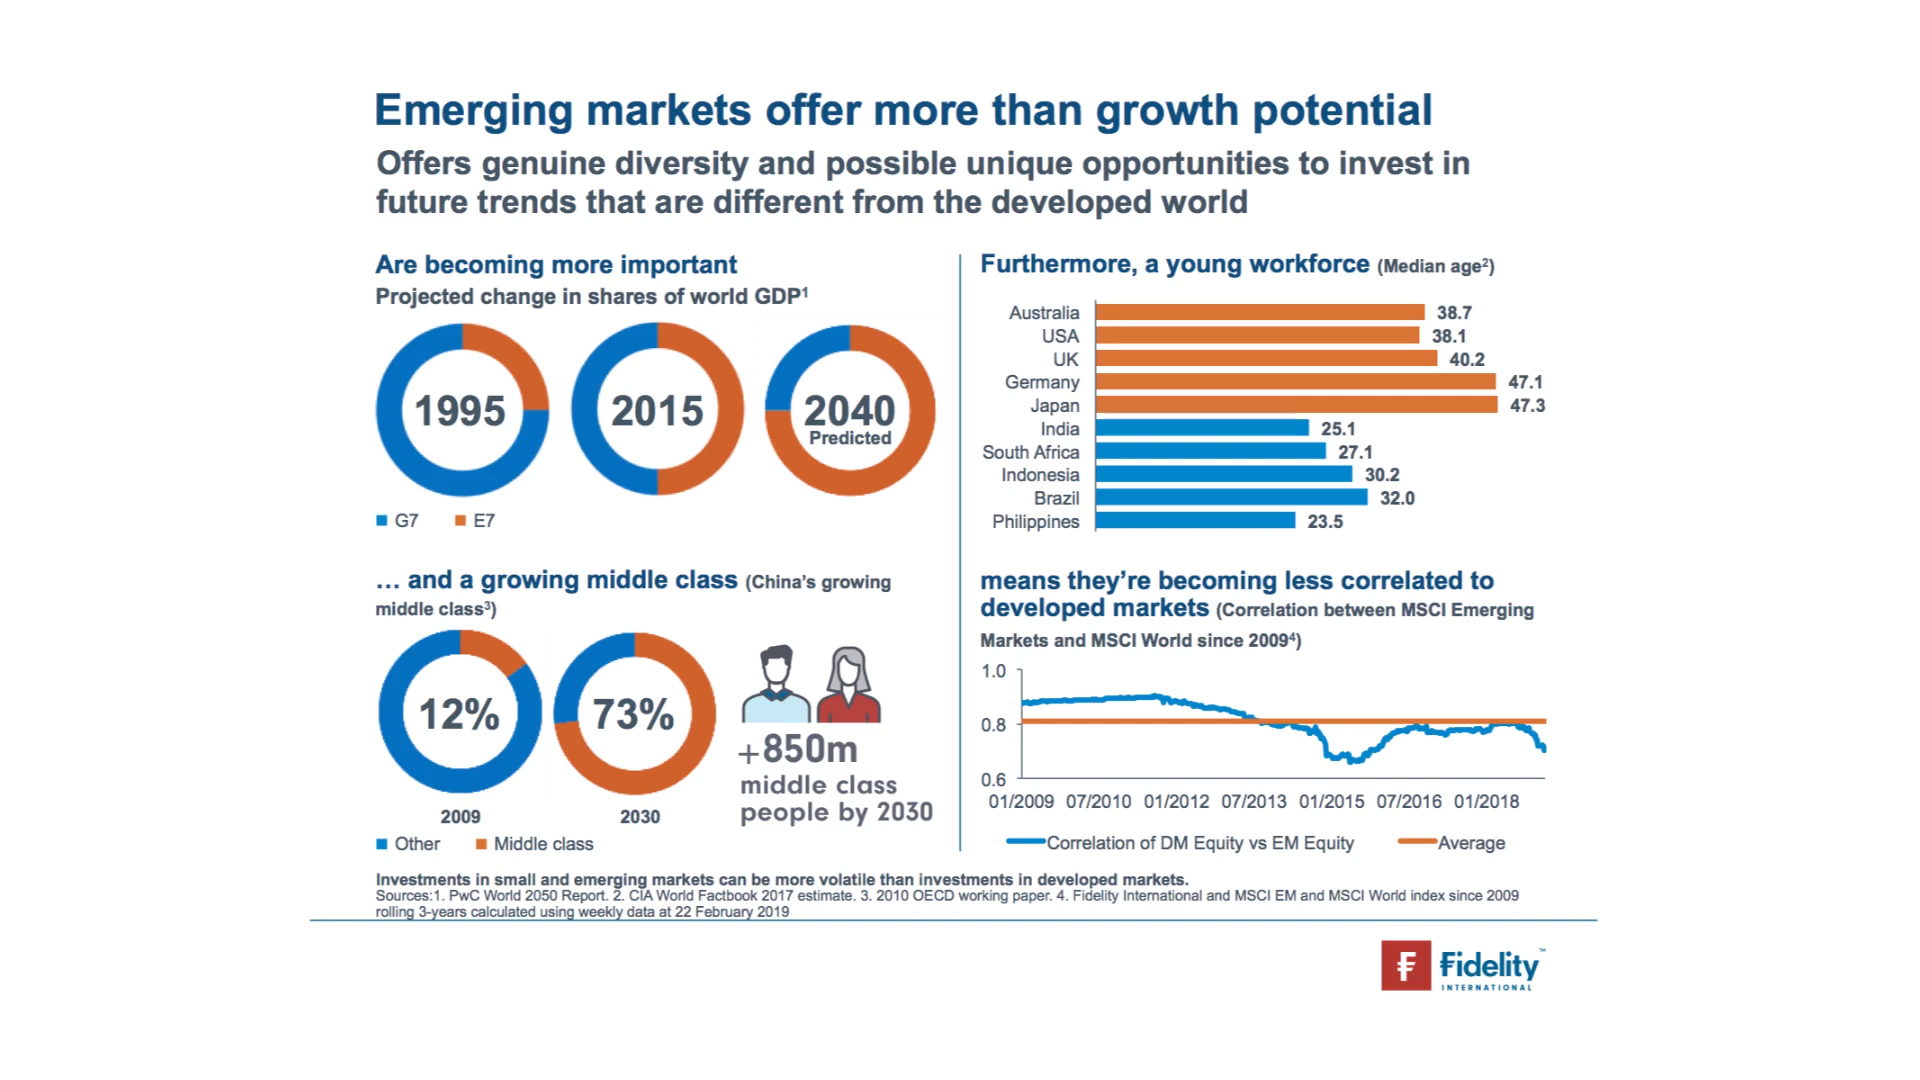 Emerging markets offer more than growth potential
Offers genuine diversity and possible unique opportunities to invest in
future trends that are different from the developed world
Are becoming more important
Projected change in shares of world GDP¹
1995
2015
2040
Predicted
G7
E7
Furthermore, a young workforce (Median age²)
Australia 38.7
USA 38.1
UK 40.2
Germany 47.1
Japan 47.3
India 25.1
South Africa 27.1
Indonesia 30.2
Brazil 32.0
Philippines 23.5
... and a growing middle class (China's growing
middle class³)
12%
73%
2009
2030
+850m
middle class
people by 2030
Other
Middle class
means they're becoming less correlated to
developed markets (Correlation between MSCI Emerging
Markets and MSCI World since 2009⁴)
1.0
0.8
0.6
01/2009 07/2010 01/2012 07/2013 01/2015 07/2016 01/2018
Correlation of DM Equity vs EM Equity
Average
Investments in small and emerging markets can be more volatile than investments in developed markets.
Sources:1. PwC World 2050 Report. 2. CIA World Factbook 2017 estimate. 3. 2010 OECD working paper. 4. Fidelity International and MSCI EM and MSCI World index since 2009
rolling 3-years calculated using weekly data at 22 February 2019
Fidelity™
INTERNATIONAL